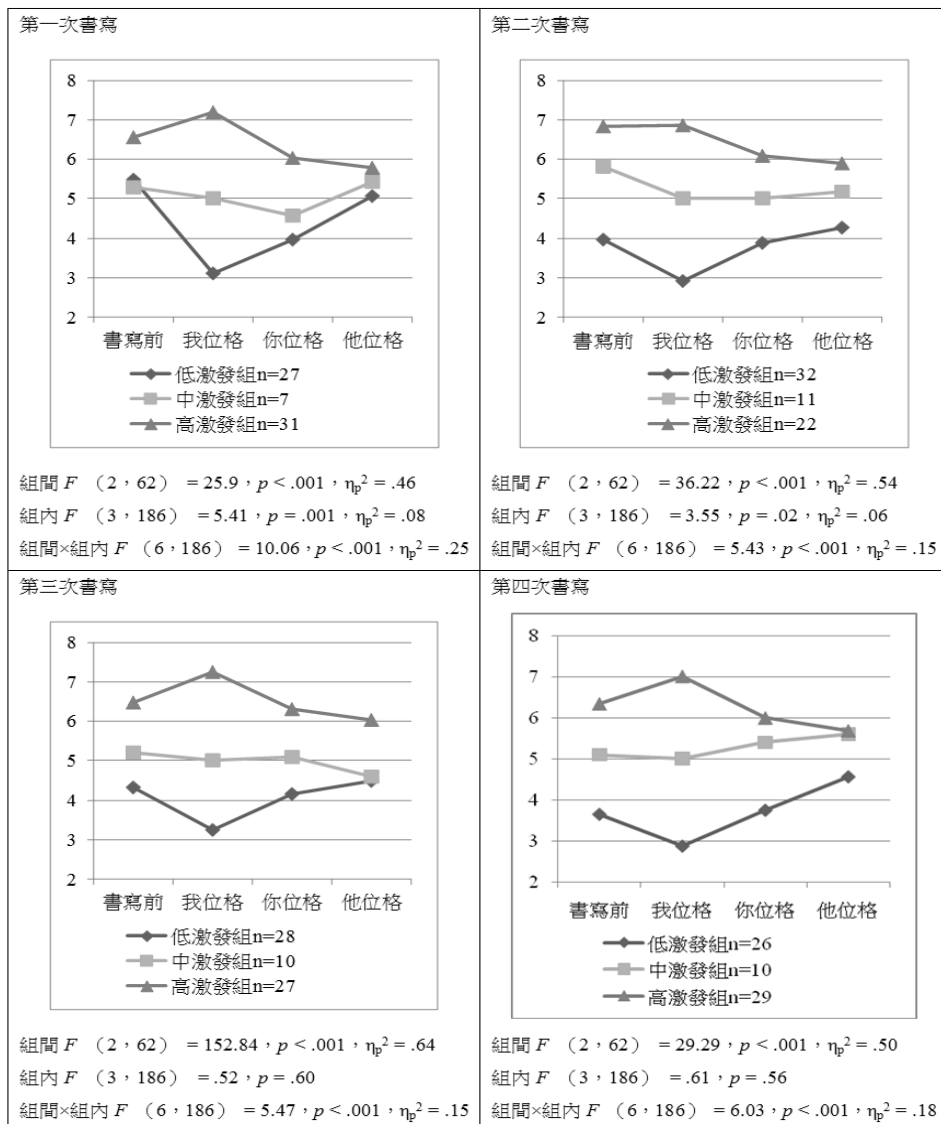 第一次書寫
8
7
6
5
4
3
2
書寫前 我位格 你位格 他位格
低激發組n=27
中激發組n=7
高激發組n=31
組間 F （2，62） =25.9，p < .001，ηp² = .46
組內 F （3，186） =5.41，p = .001，ηp² = .08
組間×組內 F （6，186） =10.06，p < .001，ηp² = .25
第二次書寫
8
7
6
5
4
3
2
書寫前 我位格 你位格 他位格
低激發組n=32
中激發組n=11
高激發組n=22
組間 F （2，62） =36.22，p < .001，ηp² = .54
組內 F （3，186） =3.55，p = .02，ηp² = .06
組間×組內 F （6，186） =5.43，p < .001，ηp² = .15
第三次書寫
8
7
6
5
4
3
2
書寫前 我位格 你位格 他位格
低激發組n=28
中激發組n=10
高激發組n=27
組間 F （2，62） =152.84，p < .001，ηp² = .64
組內 F （3，186） =.52，p = .60
組間×組內 F （6，186） =5.47，p < .001，ηp² = .15
第四次書寫
8
7
6
5
4
3
2
書寫前 我位格 你位格 他位格
低激發組n=26
中激發組n=10
高激發組n=29
組間 F （2，62） =29.29，p < .001，ηp² = .50
組內 F （3，186） =.61，p = .56
組間×組內 F （6，186） =6.03，p < .001，ηp² = .18